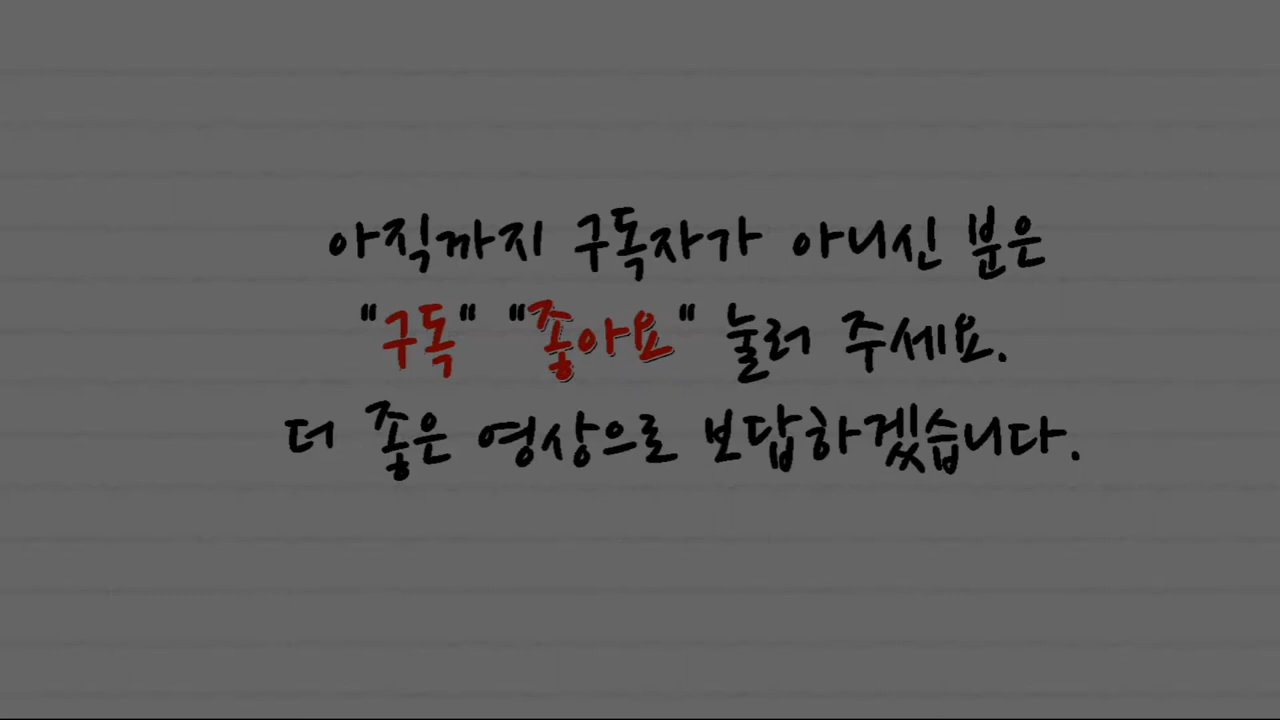 아직까지 구독자가 아니신 분은
"구독" "좋아요" 눌러 주세요.
더 좋은 영상으로 보답하겠습니다.